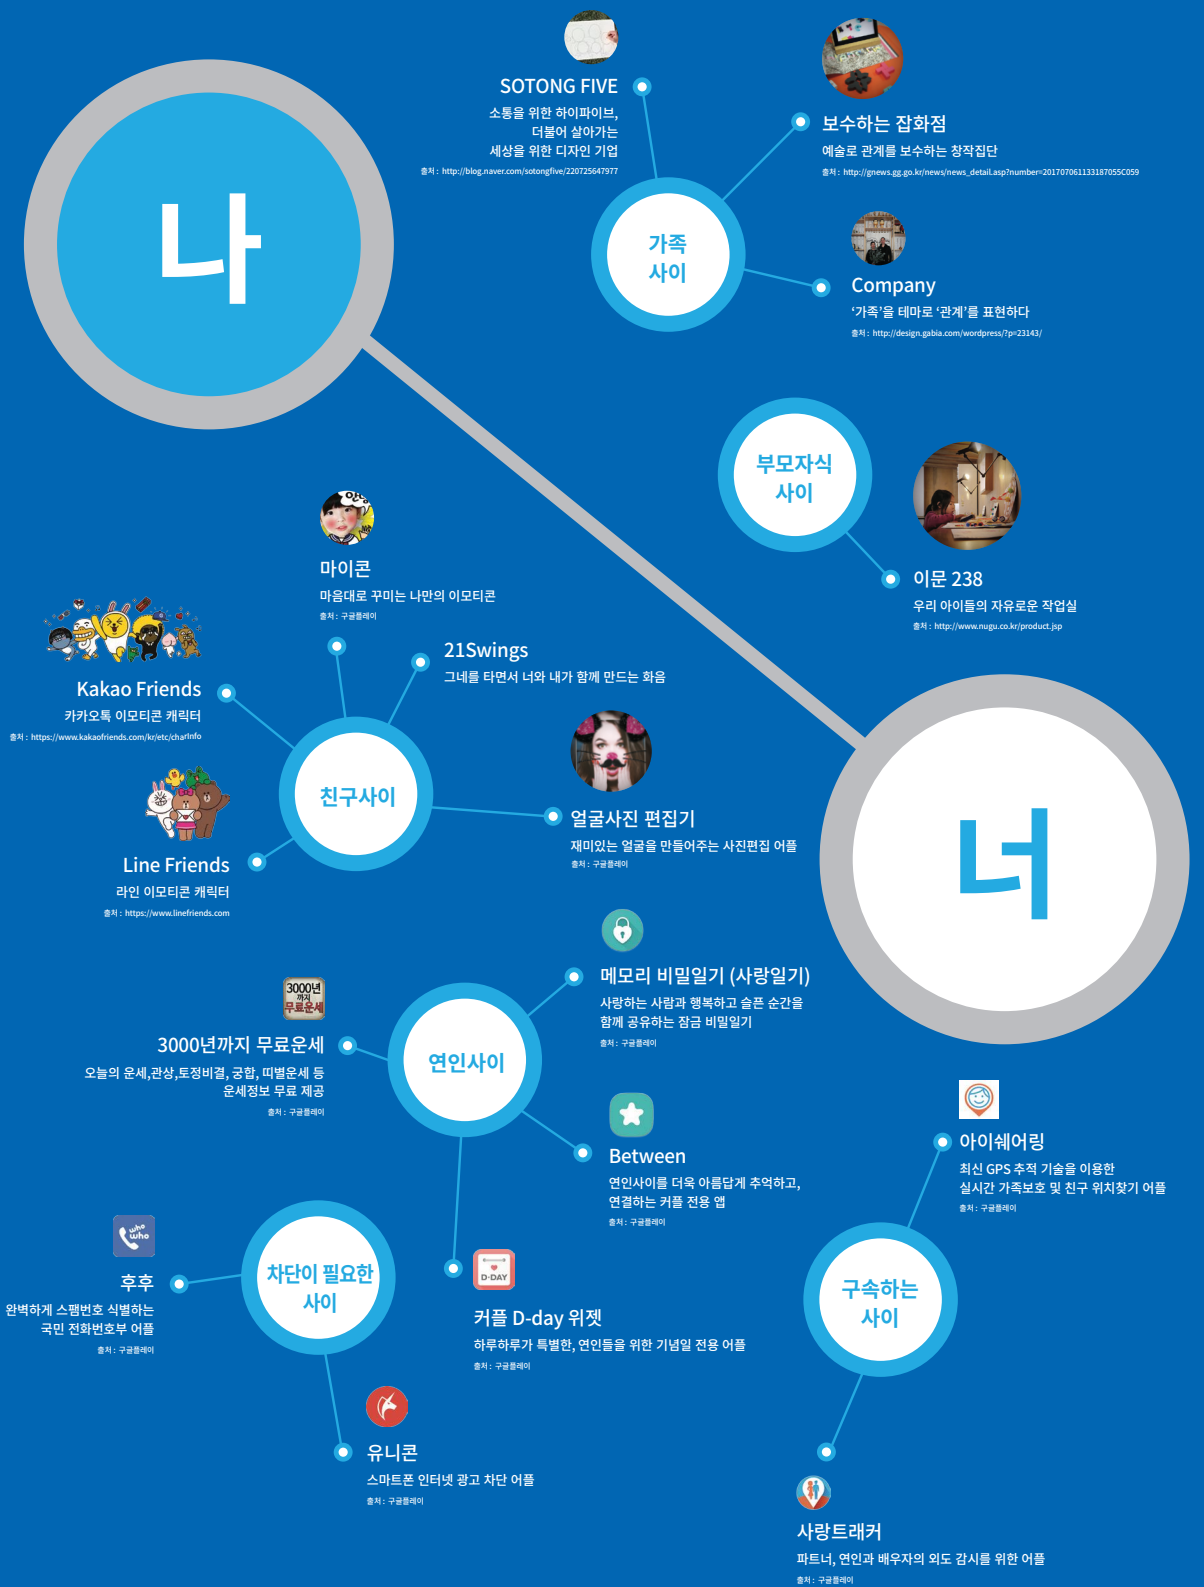 나
SOTONG FIVE
소통을 위한 하이파이브,
더불어 살아가는
세상을 위한 디자인 기업
출처 : http://blog.naver.com/sotongfive/220725647977
보수하는 잡화점
예술로 관계를 보수하는 창작집단
출처 : http://gnews.gg.go.kr/news/news_detail.asp?number=201707061133187055C059
가족
사이
Company
‘가족’을 테마로 ‘관계’를 표현하다
출처 : http://design.gabia.com/wordpress/?p=23143/
부모자식
사이
이문 238
우리 아이들의 자유로운 작업실
출처 : http://www.nugu.co.kr/product.jsp
안녕
마이콘
마음대로 꾸미는 나만의 이모티콘
출처 : 구글플레이
21Swings
그네를 타면서 너와 내가 함께 만드는 화음
Kakao Friends
카카오톡 이모티콘 캐릭터
출처 : https://www.kakaofriends.com/kr/etc/charInfo
친구사이
얼굴사진 편집기
재미있는 얼굴을 만들어주는 사진편집 어플
출처 : 구글플레이
Line Friends
라인 이모티콘 캐릭터
출처 : https://www.linefriends.com
너
메모리 비밀일기 (사랑일기)
사랑하는 사람과 행복하고 슬픈 순간을
함께 공유하는 잠금 비밀일기
출처 : 구글플레이
3000년
까지
무료운세
3000년까지 무료운세
오늘의 운세,관상,토정비결, 궁합, 띠별운세 등
운세정보 무료 제공
출처 : 구글플레이
연인사이
Between
연인사이를 더욱 아름답게 추억하고,
연결하는 커플 전용 앱
출처 : 구글플레이
아이쉐어링
최신 GPS 추적 기술을 이용한
실시간 가족보호 및 친구 위치찾기 어플
출처 : 구글플레이
who
who
후후
완벽하게 스팸번호 식별하는
국민 전화번호부 어플
출처 : 구글플레이
차단이 필요한
사이
D-DAY
커플 D-day 위젯
하루하루가 특별한, 연인들을 위한 기념일 전용 어플
출처 : 구글플레이
구속하는
사이
유니콘
스마트폰 인터넷 광고 차단 어플
출처 : 구글플레이
사랑트래커
파트너, 연인과 배우자의 외도 감시를 위한 어플
출처 : 구글플레이